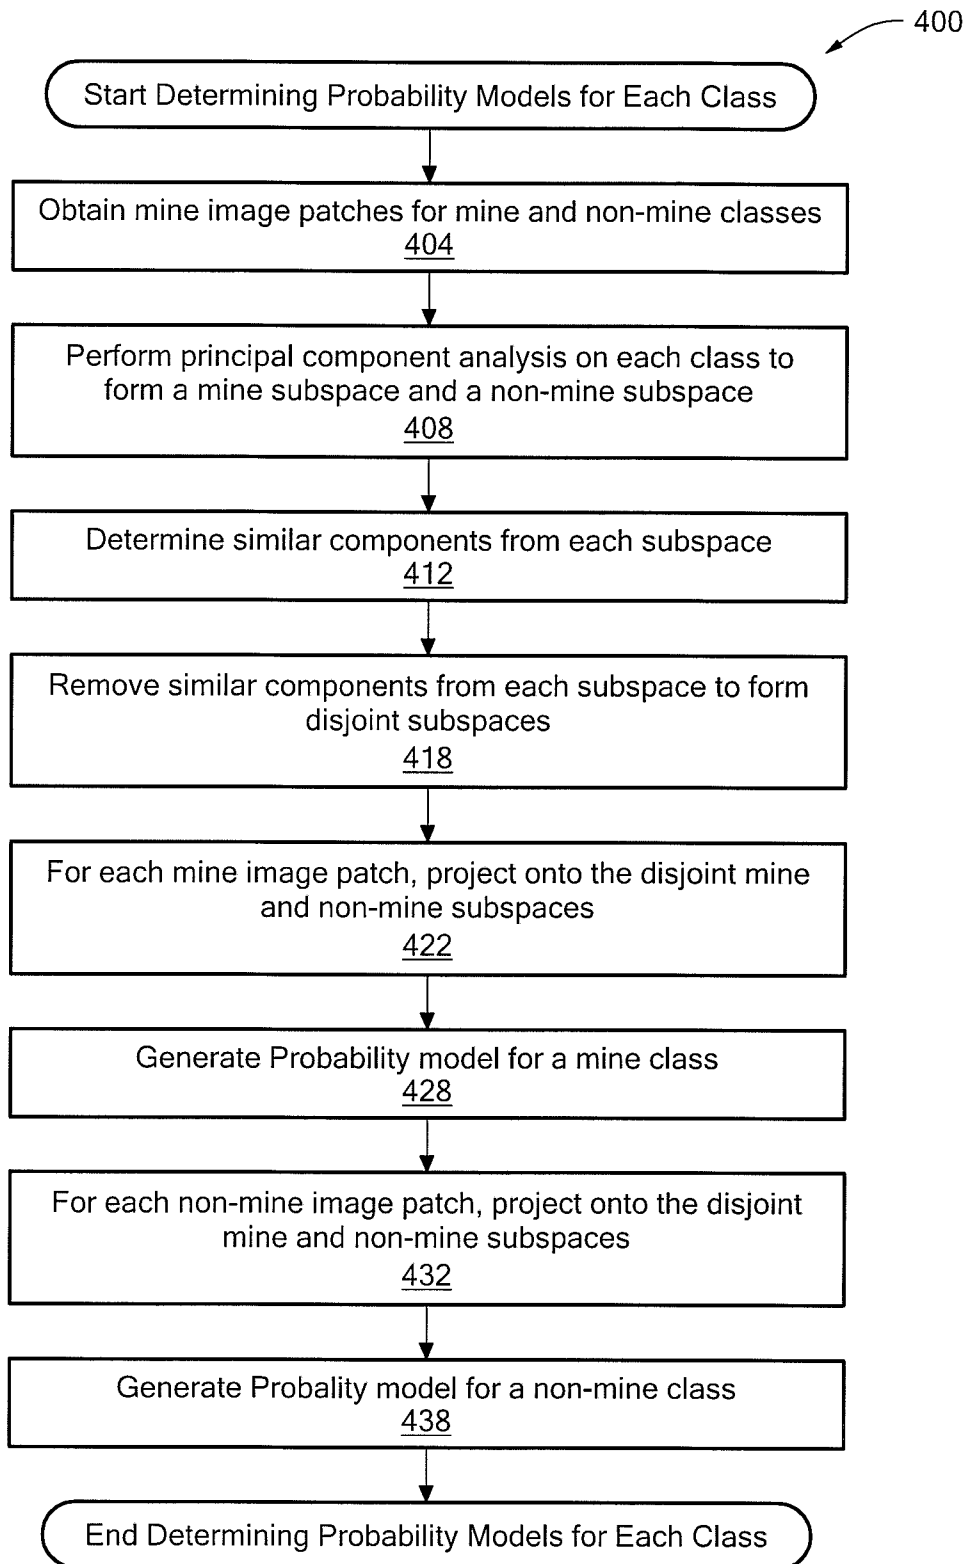 400
Start Determining Probability Models for Each Class
Obtain mine image patches for mine and non-mine classes
404
Perform principal component analysis on each class to
form a mine subspace and a non-mine subspace
408
Determine similar components from each subspace
412
Remove similar components from each subspace to form
disjoint subspaces
418
For each mine image patch, project onto the disjoint mine
and non-mine subspaces
422
Generate Probability model for a mine class
428
For each non-mine image patch, project onto the disjoint
mine and non-mine subspaces
432
Generate Probality model for a non-mine class
438
End Determining Probability Models for Each Class